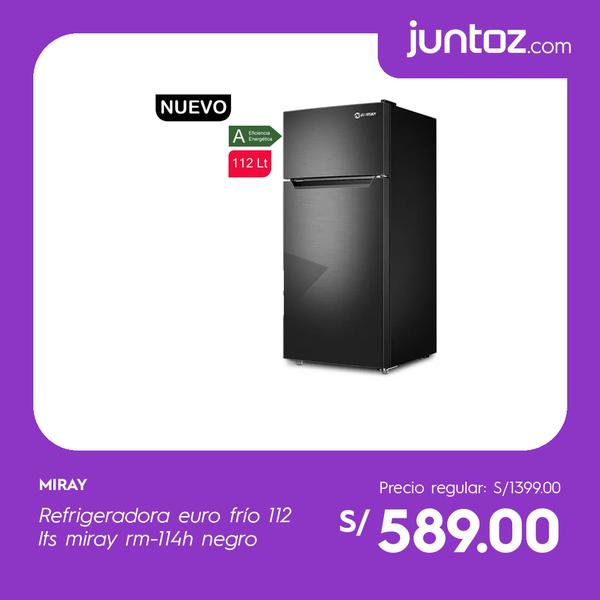 juntoz.com
NUEVO
A Eficiencia
Energética
112 Lt
MIRAY
MIRAY
Precio regular: S/1399.00
Refrigeradora euro frío 112
lts miray rm-114h negro
S/ 589.00